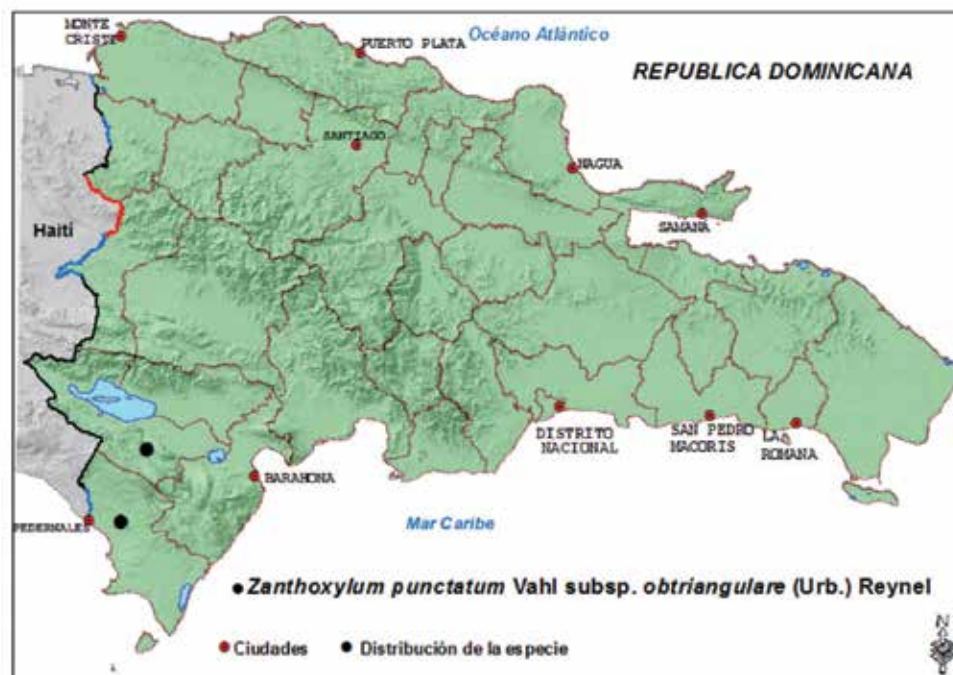 MONTE
CRISTE
PUERTO PLATA
Océano Atlántico
REPUBLICA DOMINICANA
SANTIAGO
NAGUA
SAMANA
Haití
DISTRITO
NACIONAL
SAN PEDRO
MACORIS
LA
ROMANA
BARAHONA
PEDERNALES
Mar Caribe
Zanthoxylum punctatum Vahl subsp. obtriangulare (Urb.) Reynel
Ciudades
Distribución de la especie
N